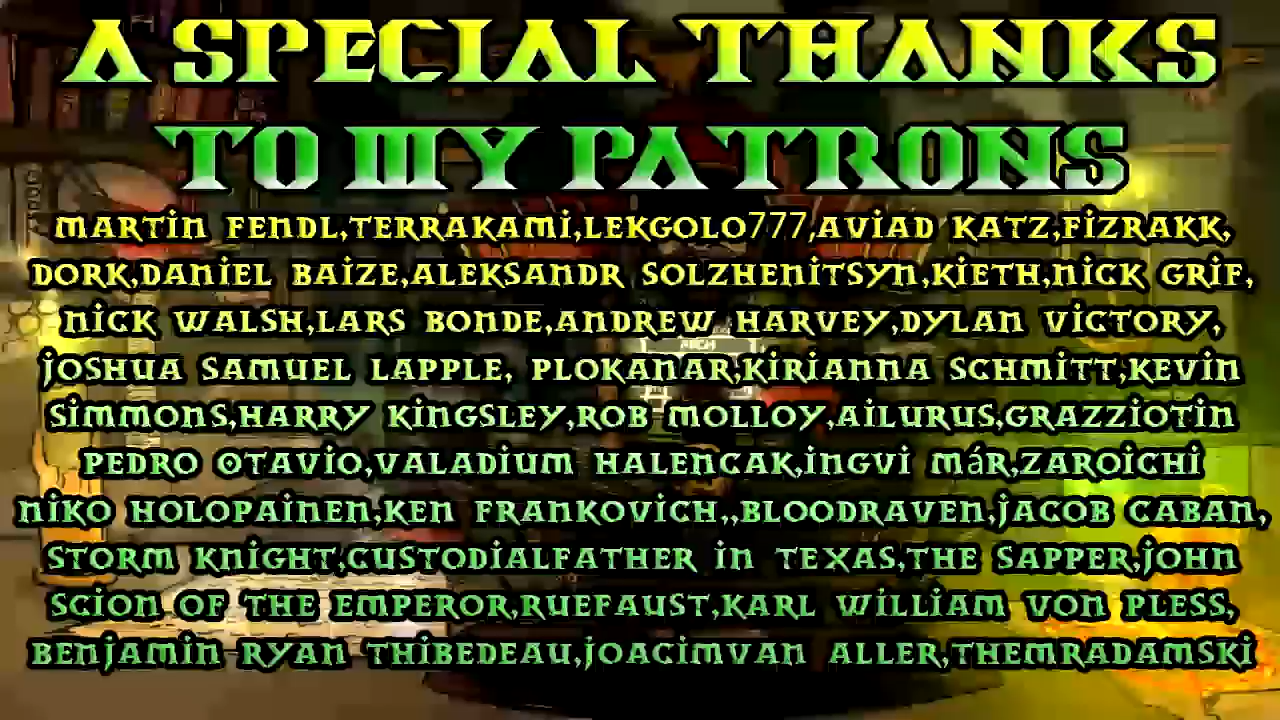 A SPECIAL THANKS
TO MY PATRONS
MARTIN FENDL,TERRAKAMI,LEKGOLO777,AVIAD KATZ,FIZRAKK,
DORK,DANIEL BAIZE,ALEKSANDR SOLZHENITSYN,KIETH,NICK GRIF,
NICK WALSH,LARS BONDE,ANDREW HARVEY,DYLAN VICTORY,
JOSHUA SAMUEL LAPPLE, PLOKANAR,KIRIANNA SCHMITT,KEVIN
SIMMONS,HARRY KINGSLEY,ROB MOLLOY,AILURUS,GRAZZIOTIN
PEDRO OTAVIO,VALADIUM HALENCAK,INGVI MÁR,ZAROICHI
NIKO HOLOPAINEN,KEN FRANKOVICH,,BLOODRAVEN,JACOB CABAN,
STORM KNIGHT,CUSTODIALFATHER IN TEXAS,THE SAPPER,JOHN
SCION OF THE EMPEROR,RUEFAUST,KARL WILLIAM VON PLESS,
BENJAMIN RYAN THIBEDEAU,JOACIMVAN ALLER,THEMRADAMSKI